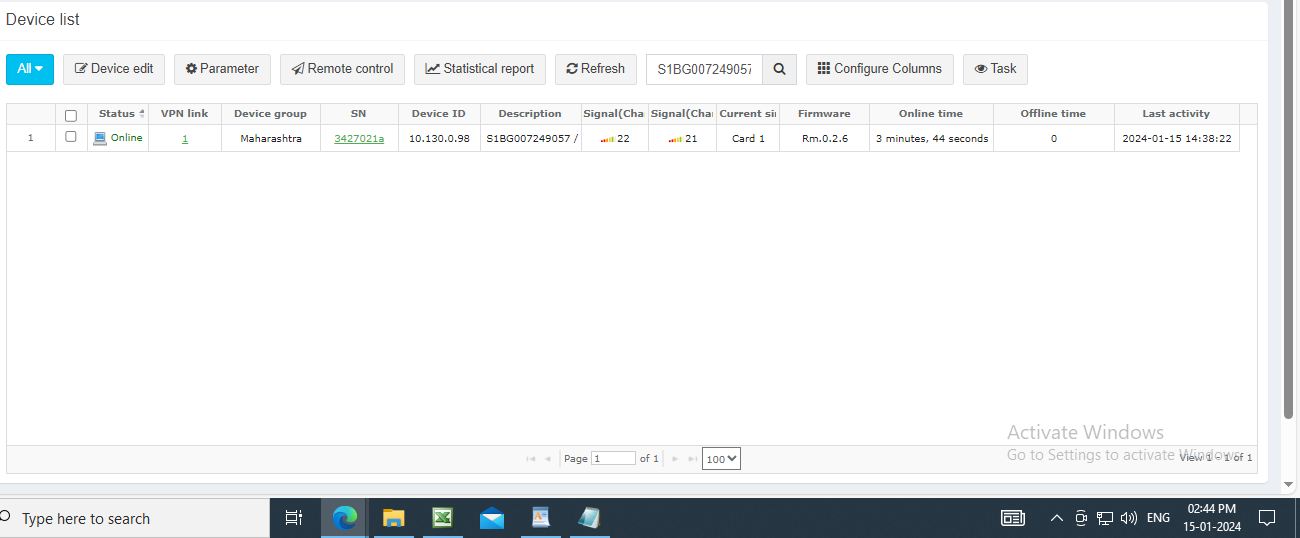 Device list
All Device edit Parameter Remote control Statistical report Refresh S1BG007249057 Configure Columns Task
Status VPN link Device group SN Device ID Description Signal(Cha Signal(Cha Current si Firmware Online time Offline time Last activity
1 Online 1 Maharashtra 3427021a 10.130.0.98 S1BG007249057 / 22 21 Card 1 Rm.0.2.6 3 minutes, 44 seconds 0 2024-01-15 14:38:22
Activate Windows
Go to Settings to activate Windows.
Page 1 of 1 100 View 1 - 1 of 1
Type here to search ENG 02:44 PM
15-01-2024